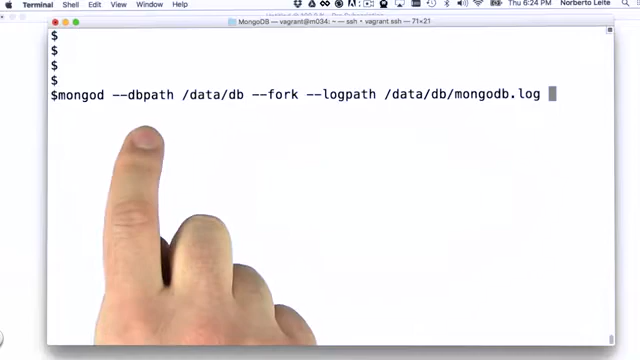 Terminal Shell Edit View Window Help Thu 6:24 PM Norberto Leite
MongoDB — vagrant@m034: ~ — ssh • vagrant ssh — 71×21
$
$
$
$
$mongod --dbpath /data/db --fork --logpath /data/db/mongodb.log